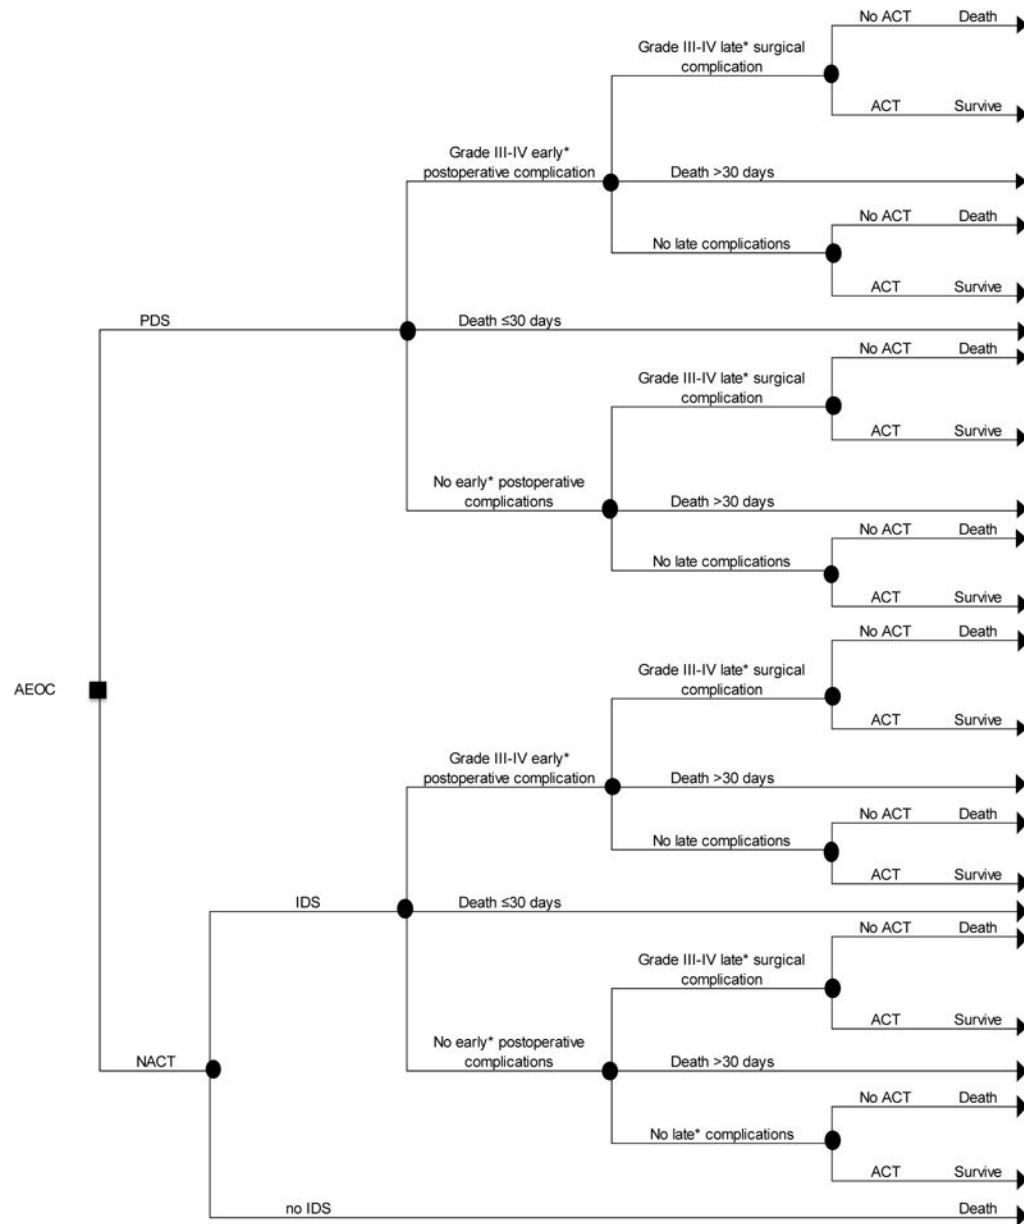 No ACT Death
Grade III-IV late* surgical
complication
ACT Survive
Grade III-IV early*
postoperative complication
Death >30 days
No ACT Death
No late complications
ACT Survive
PDS
Death ≤30 days
No ACT Death
Grade III-IV late* surgical
complication
ACT Survive
No early* postoperative
complications
Death >30 days
No ACT Death
No late complications
ACT Survive
No ACT Death
Grade III-IV late* surgical
complication
AEOC
ACT Survive
Grade III-IV early*
postoperative complication
Death >30 days
No ACT Death
No late complications
ACT Survive
IDS
Death ≤30 days
No ACT Death
Grade III-IV late* surgical
complication
ACT Survive
No early* postoperative
complications
NACT
Death >30 days
No ACT Death
No late* complications
ACT Survive
no IDS
Death